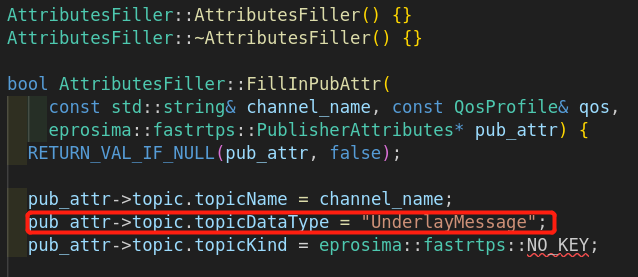 AttributesFiller::AttributesFiller() {}
AttributesFiller::~AttributesFiller() {}
bool AttributesFiller::FillInPubAttr(
const std::string& channel_name, const QosProfile& qos,
eprosima::fastrtps::PublisherAttributes* pub_attr) {
RETURN_VAL_IF_NULL(pub_attr, false);
pub_attr->topic.topicName = channel_name;
pub_attr->topic.topicDataType = "UnderlayMessage";
pub_attr->topic.topicKind = eprosima::fastrtps::NO_KEY;